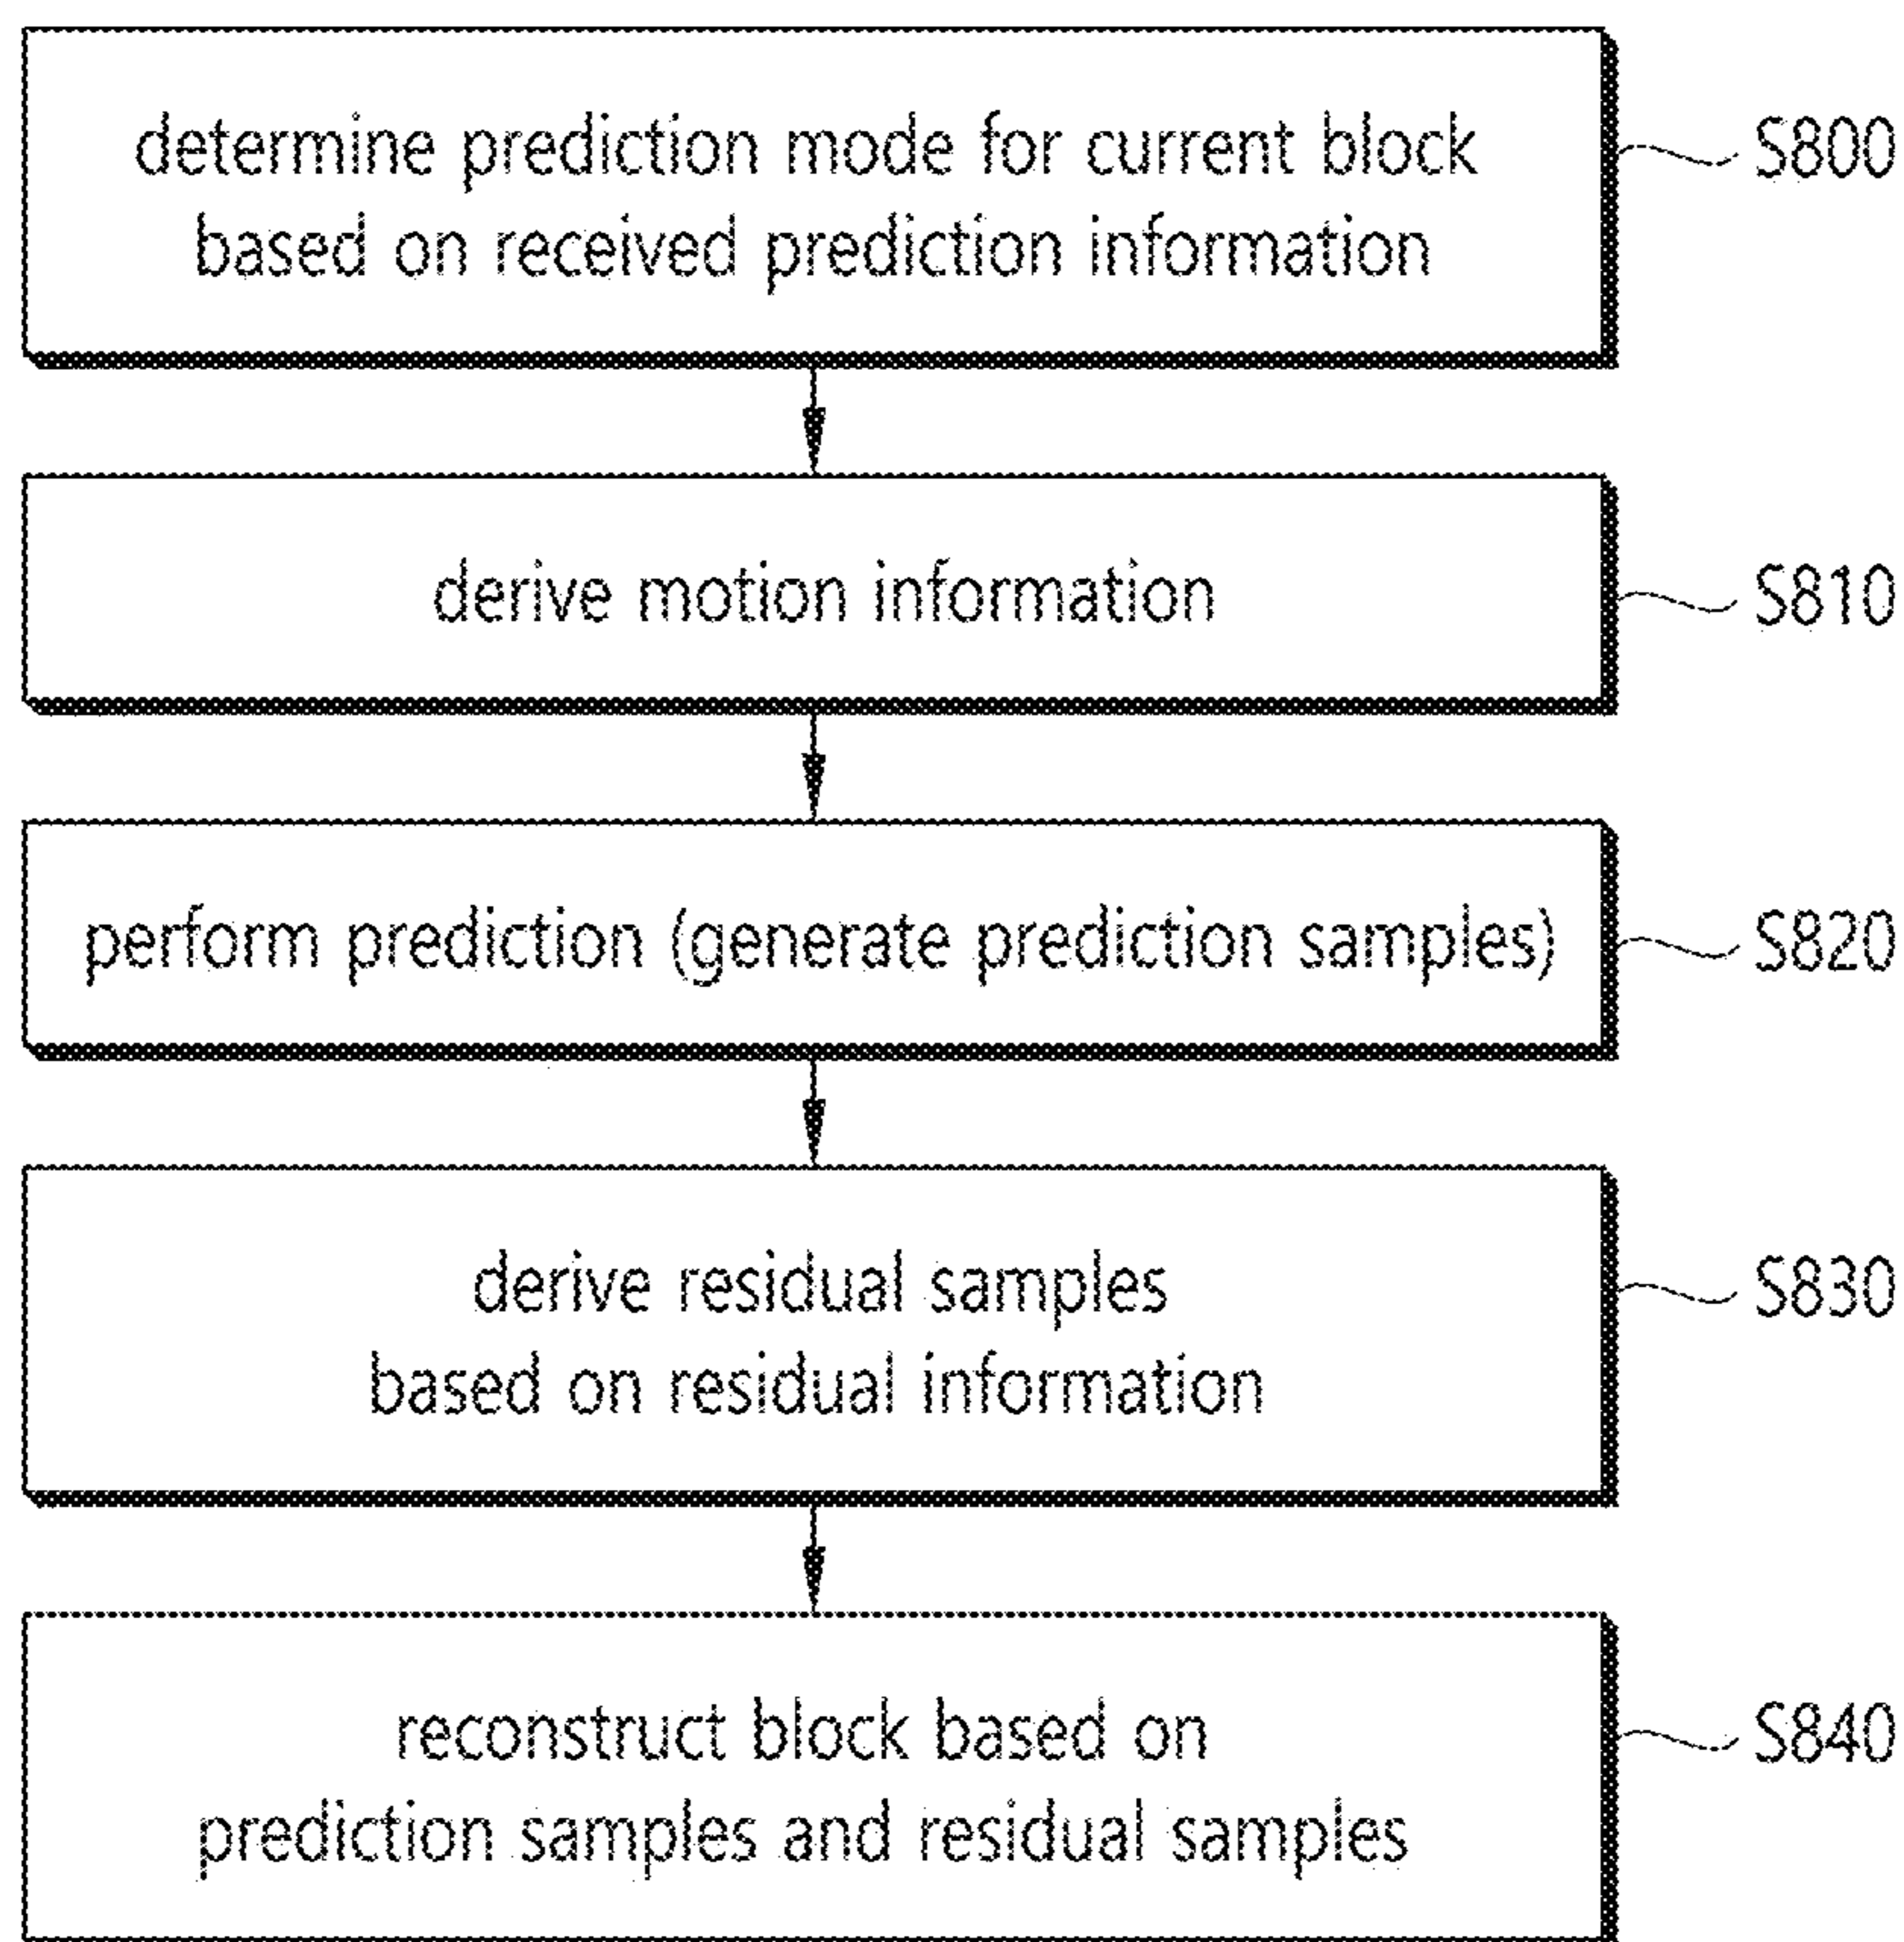 determine prediction mode for current block
based on received prediction information
S800
derive motion information
S810
perform prediction (generate prediction samples)
S820
derive residual samples
based on residual information
S830
reconstruct block based on
prediction samples and residual samples
S840